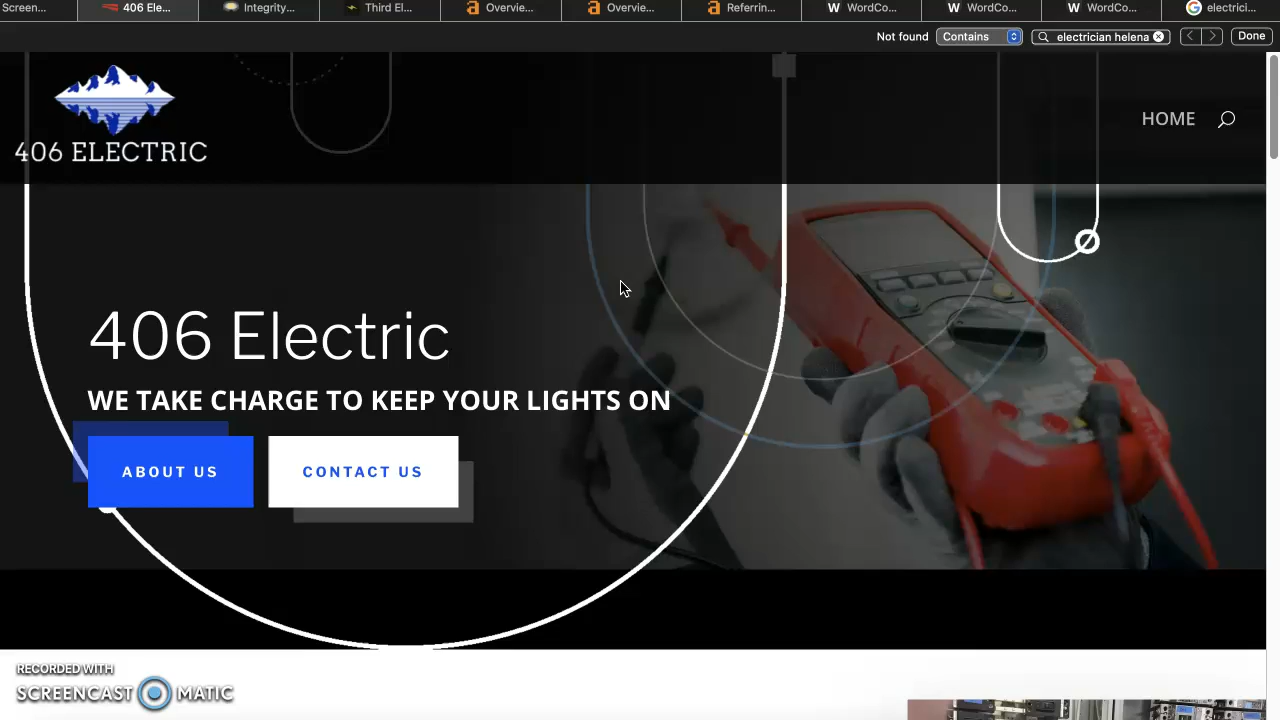 Screen...
406 Ele...
Integrity...
Third El...
Overvie...
Overvie...
Referrin...
WordCo...
WordCo...
WordCo...
electrici...
Not found
Contains
electrician helena
Done
406 ELECTRIC
HOME
406 Electric
WE TAKE CHARGE TO KEEP YOUR LIGHTS ON
ABOUT US
CONTACT US
RECORDED WITH
SCREENCAST MATIC